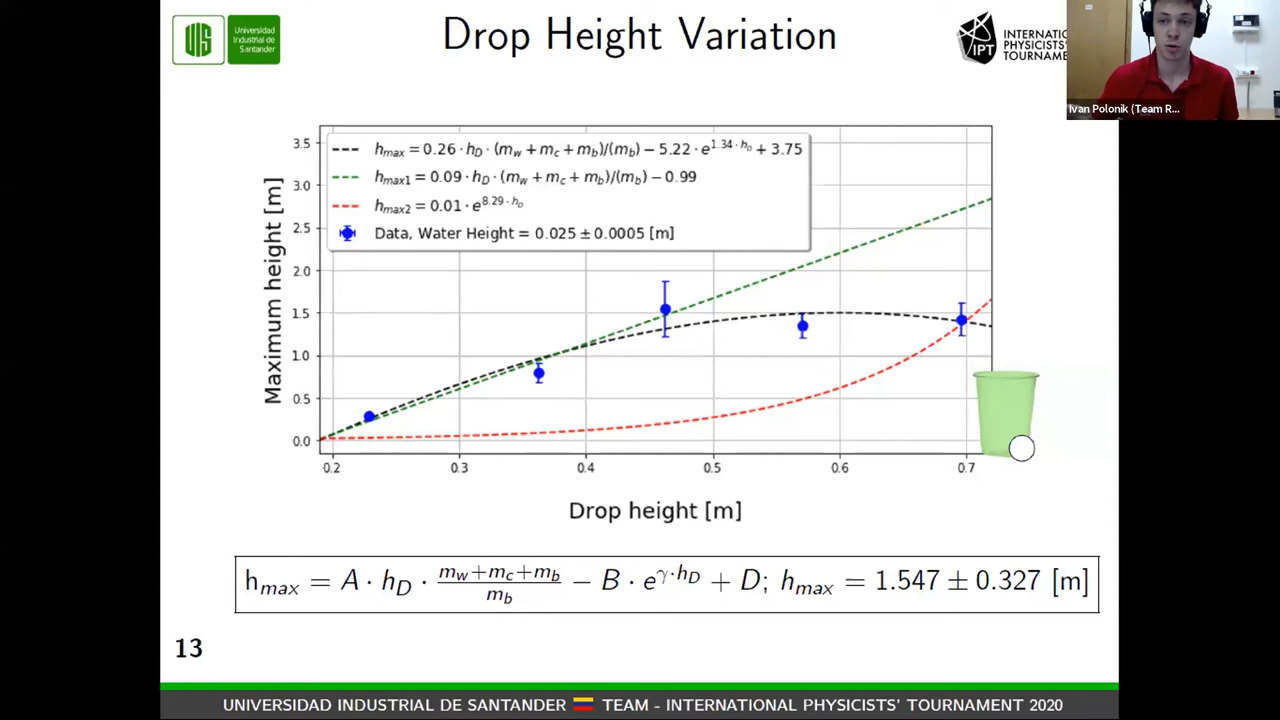 Universidad
Industrial de
Santander
UIS
Drop Height Variation
INTERNATIONAL
PHYSICISTS'
TOURNAMENT
IPT
Ivan Polonik (Team R...
h_max = 0.26 · h_D · (m_w + m_c + m_b)/(m_b) − 5.22 · e^{1.34 · h_D} + 3.75
h_max1 = 0.09 · h_D · (m_w + m_c + m_b)/(m_b) − 0.99
h_max2 = 0.01 · e^{8.29 · h_D}
Data, Water Height = 0.025 ± 0.0005 [m]
Maximum height [m]
3.5
3.0
2.5
2.0
1.5
1.0
0.5
0.0
0.2 0.3 0.4 0.5 0.6 0.7
Drop height [m]
h_max = A · h_D · (m_w+m_c+m_b)/m_b − B · e^{γ·h_D} + D; h_max = 1.547 ± 0.327 [m]
13
UNIVERSIDAD INDUSTRIAL DE SANTANDER TEAM - INTERNATIONAL PHYSICISTS' TOURNAMENT 2020